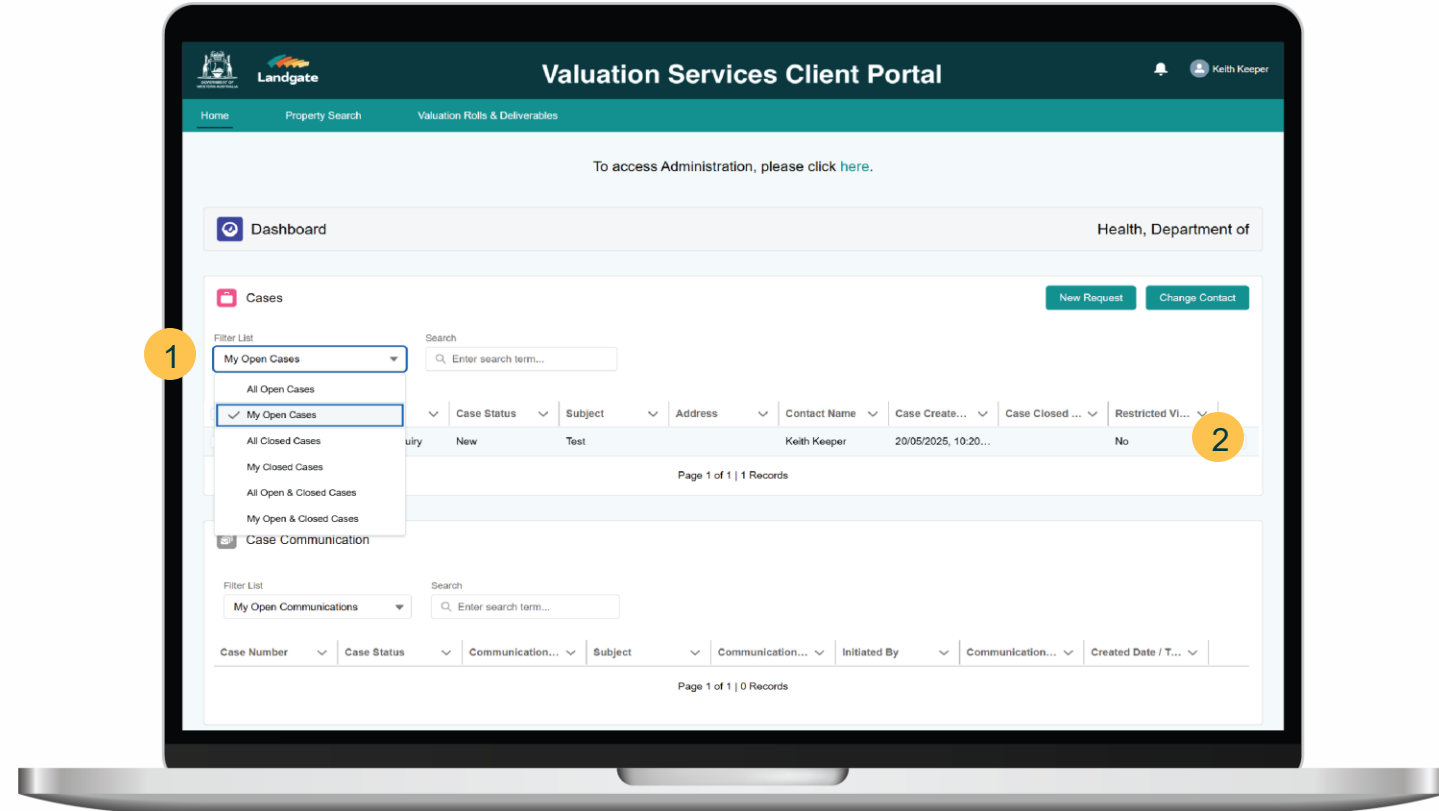 GOVERNMENT OF
WESTERN AUSTRALIA
Landgate
Valuation Services Client Portal
Keith Keeper
Home Property Search Valuation Rolls & Deliverables
To access Administration, please click here.
Dashboard Health, Department of
Cases New Request Change Contact
Filter List Search
1
My Open Cases Enter search term...
All Open Cases
My Open Cases Case Status Subject Address Contact Name Case Create... Case Closed ... Restricted Vi...
All Closed Cases uiry New Test Keith Keeper 20/05/2025, 10:20... No 2
My Closed Cases Page 1 of 1 | 1 Records
All Open & Closed Cases
My Open & Closed Cases
Case Communication
Filter List Search
My Open Communications Enter search term...
Case Number Case Status Communication... Subject Communication... Initiated By Communication... Created Date / T...
Page 1 of 1 | 0 Records